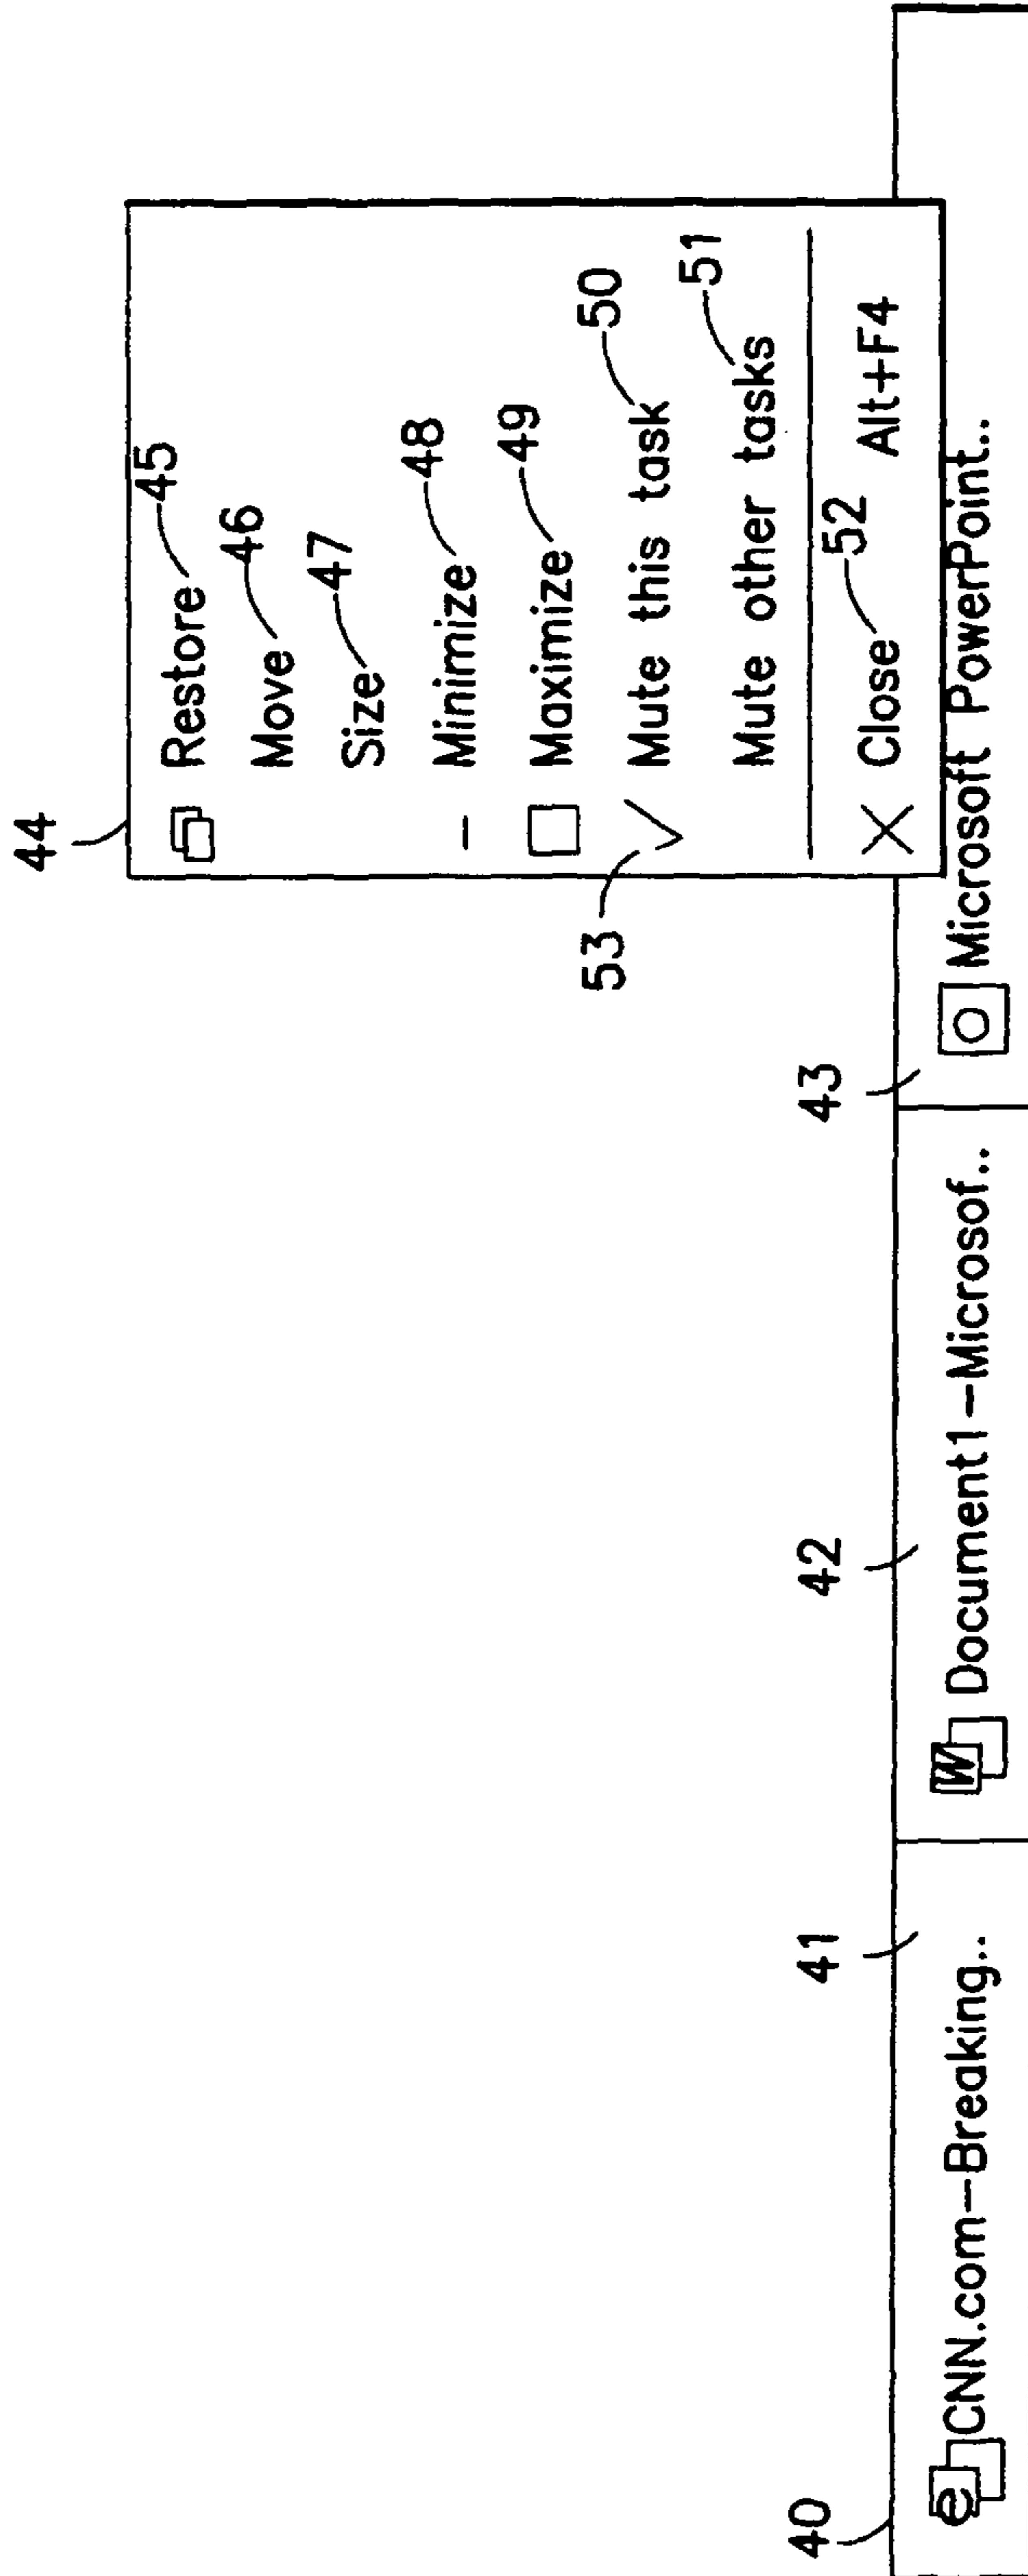 44
Restore 45
Move 46
Size 47
– Minimize 48
Maximize 49
53 Mute this task 50
Mute other tasks 51
Close 52 Alt+F4
40 41 42 43
e CNN.com–Breaking..
W Document1–Microsof..
Microsoft PowerPoint..